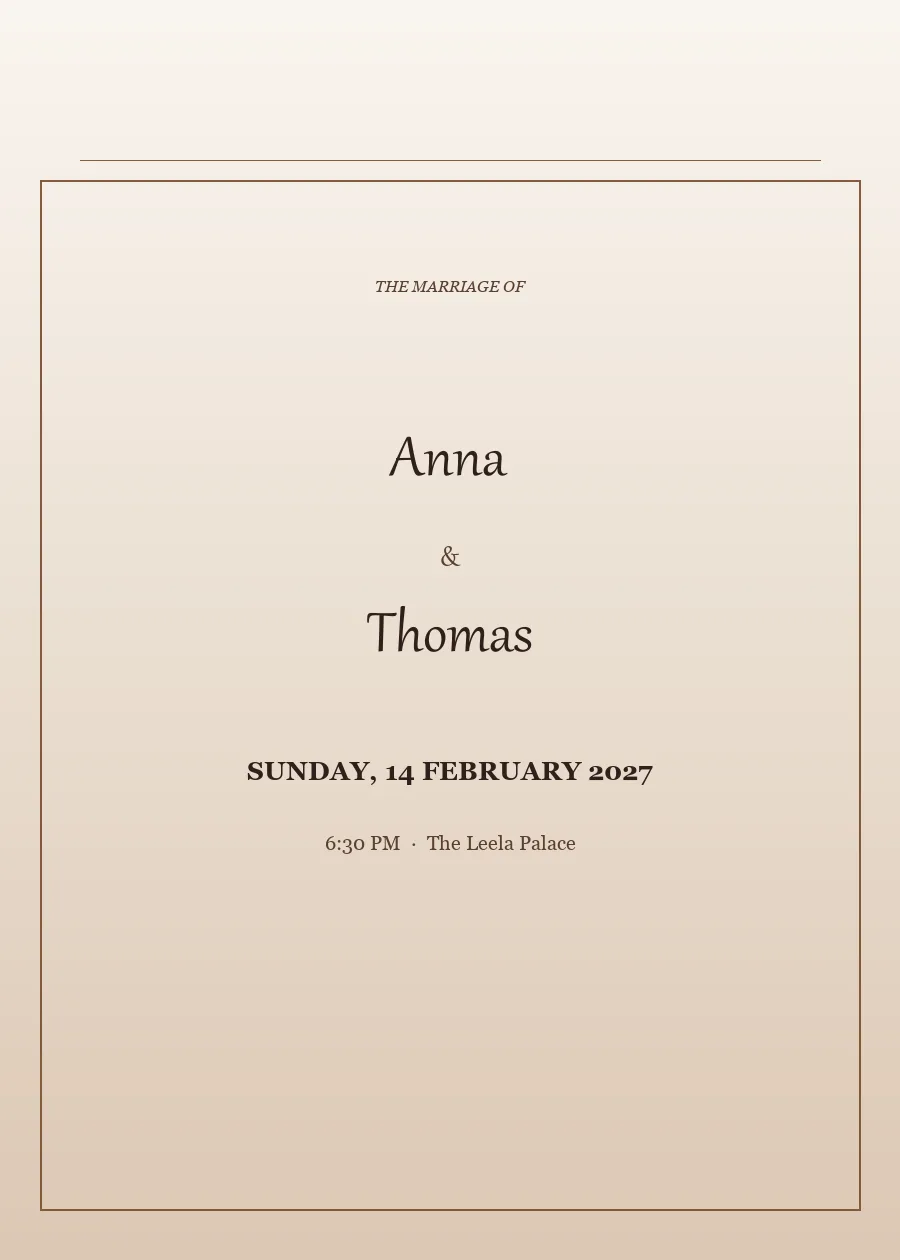 THE MARRIAGE OF
Anna
&
Thomas
SUNDAY, 14 FEBRUARY 2027
6:30 PM · The Leela Palace